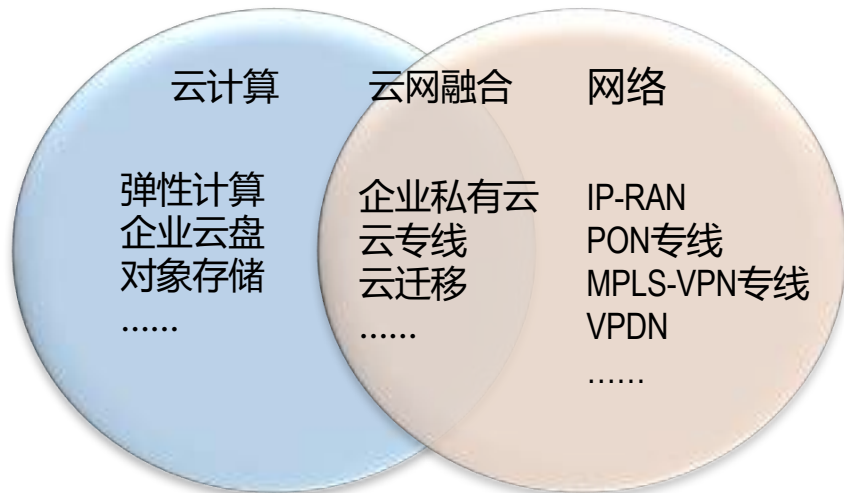 云计算
弹性计算
企业云盘
对象存储
......
云网融合
企业私有云
云专线
云迁移
......
网络
IP-RAN
PON专线
MPLS-VPN专线
VPDN
......